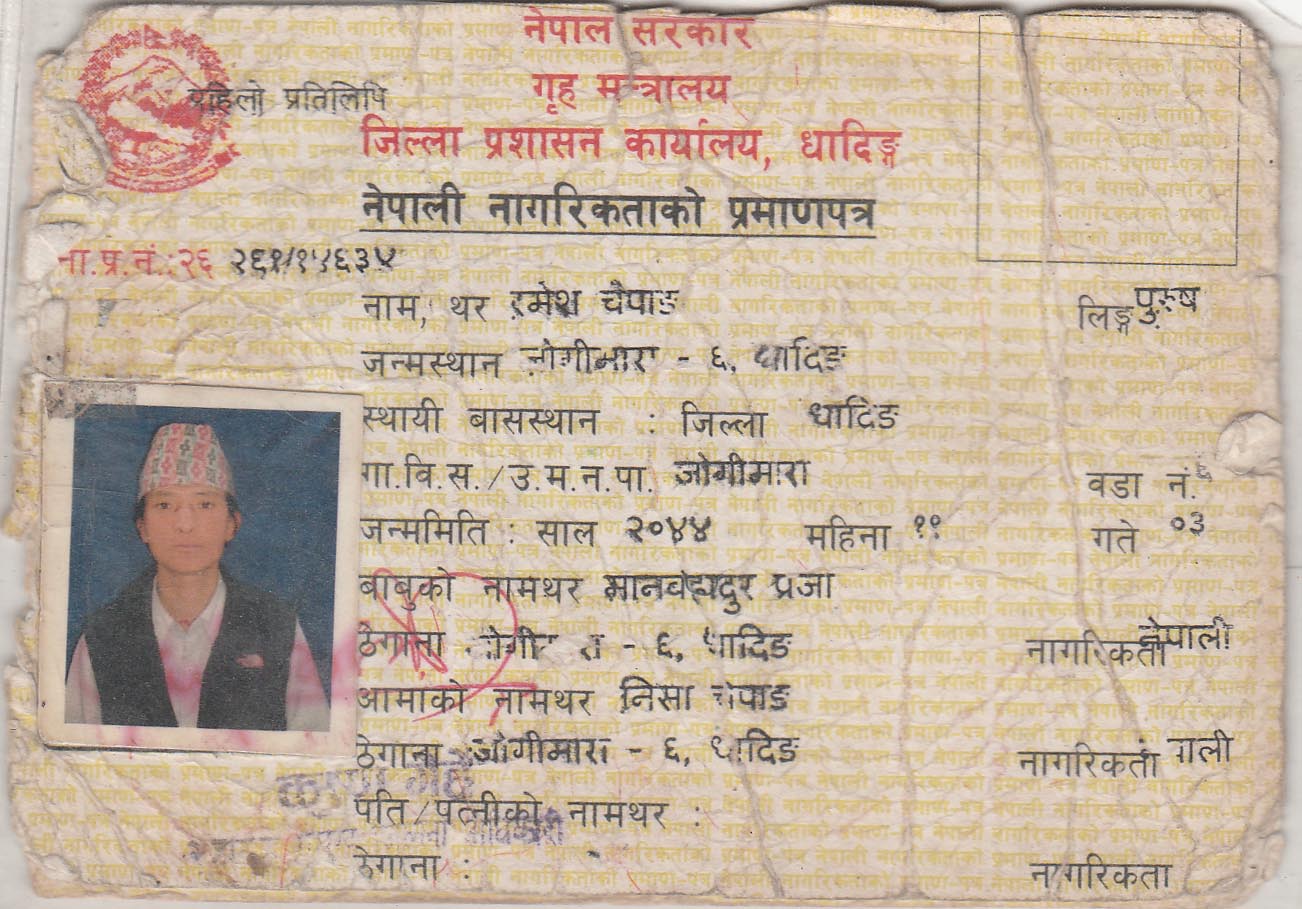 नेपाल सरकार
पहिलो प्रतिलिपि गृह मन्त्रालय
जिल्ला प्रशासन कार्यालय, धादिङ्ग
नेपाली नागरिकताको प्रमाणपत्र
ना.प्र.नं.:२६ २६१/१५६३५
नाम, थर रमेश चेपाङ लिङ्ग पुरुष
जन्मस्थान जोगीमारा - ६, धादिङ
स्थायी बासस्थान : जिल्ला धादिङ
गा.वि.स./उ.म.न.पा. जोगीमारा वडा नं. ६
जन्ममिति : साल २०४४ महिना ११ गते ०३
बाबुको नामथर मानबहादुर प्रजा
ठेगाना जोगीमारा - ६, धादिङ नागरिकता नेपाली
आमाको नामथर निसा चेपाङ
ठेगाना जोगीमारा - ६, धादिङ नागरिकता
पति/पत्नीको नामथर :
ठेगाना : नागरिकता